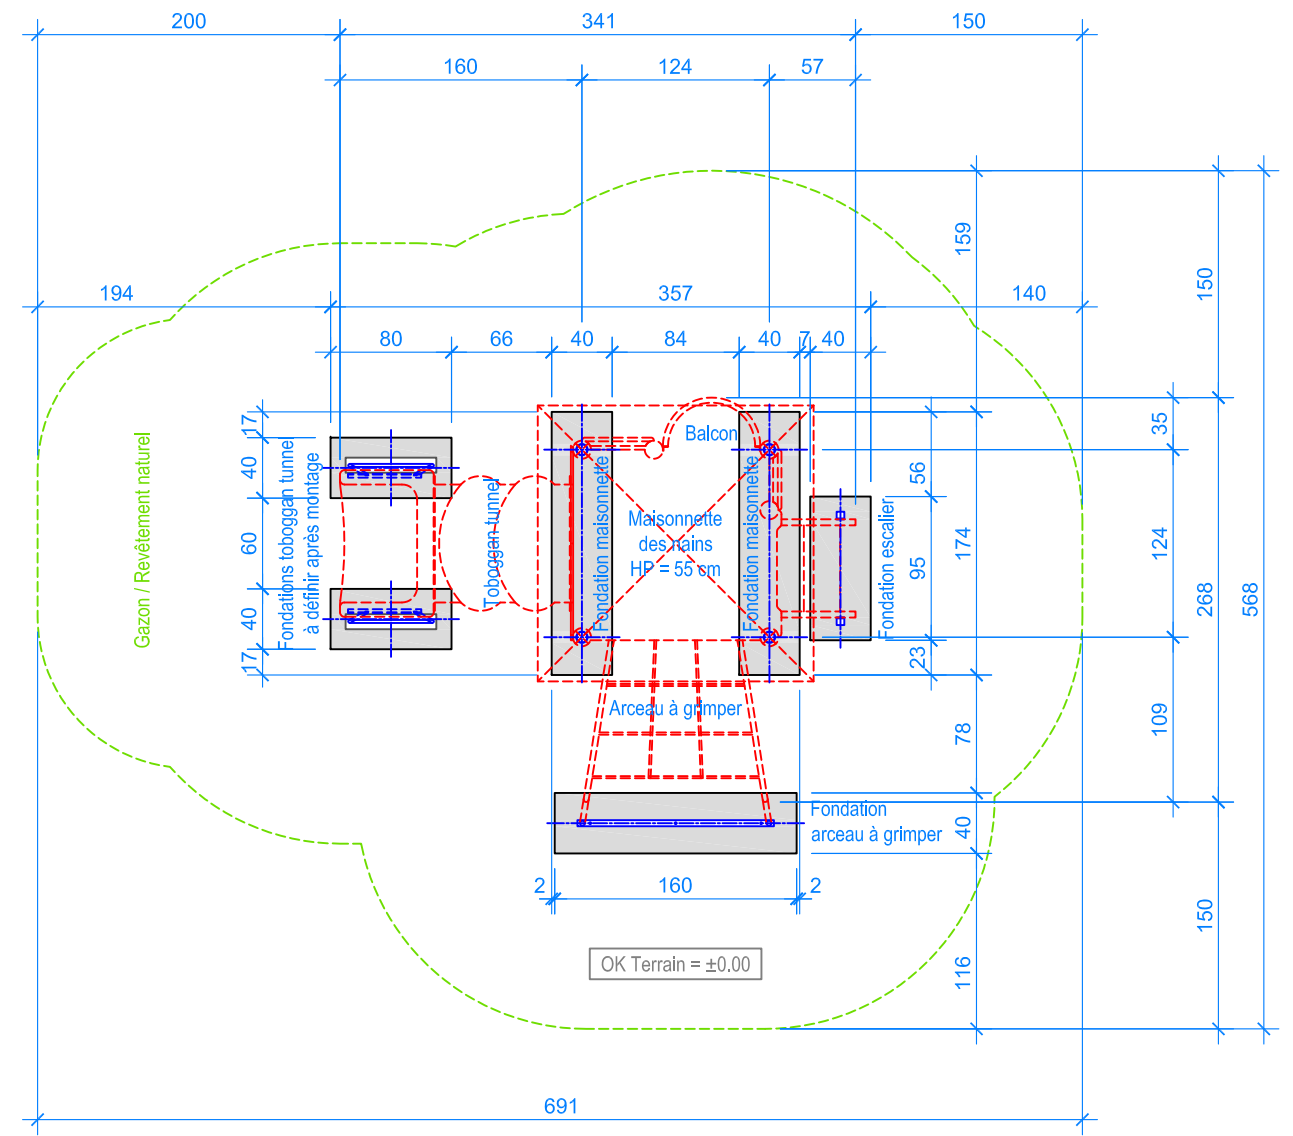 200
341
150
160
124
57
159
150
194
357
140
80
66
40
84
40
7
40
17
40
60
40
17
35
56
174
124
95
268
568
23
109
78
40
150
116
Gazon / Revêtement naturel
Fondations toboggan tunnel
à définir après montage
Toboggan tunnel
Fondation maisonnette
Balcon
Maisonnette
des nains
HP = 55 cm
Fondation maisonnette
Fondation escalier
Arceau à grimper
Fondation
arceau à grimper
2
160
2
OK Terrain = ±0.00
691